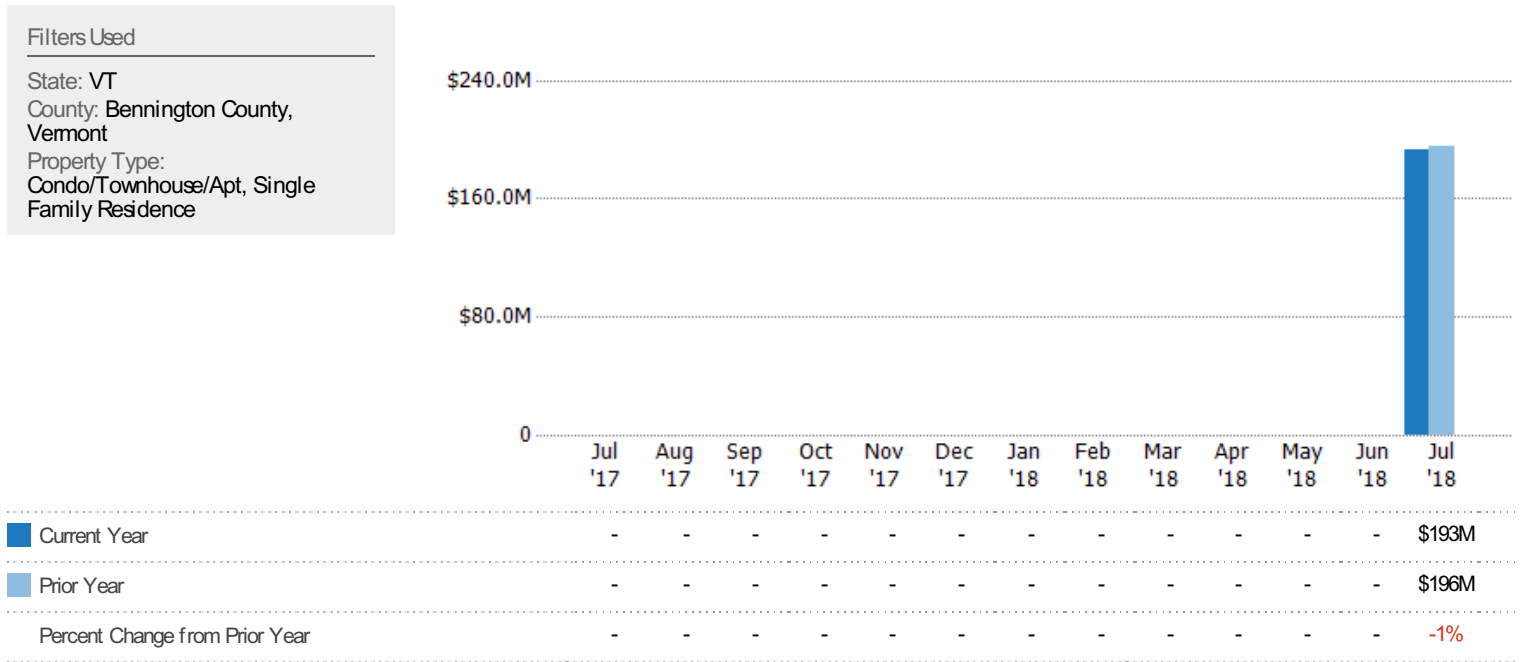 Filters Used
State: VT
County: Bennington County,
Vermont
Property Type:
Condo/Townhouse/Apt, Single
Family Residence
$240.0M
$160.0M
$80.0M
0
Jul '17 Aug '17 Sep '17 Oct '17 Nov '17 Dec '17 Jan '18 Feb '18 Mar '18 Apr '18 May '18 Jun '18 Jul '18
Current Year - - - - - - - - - - - - $193M
Prior Year - - - - - - - - - - - - $196M
Percent Change from Prior Year - - - - - - - - - - - - -1%